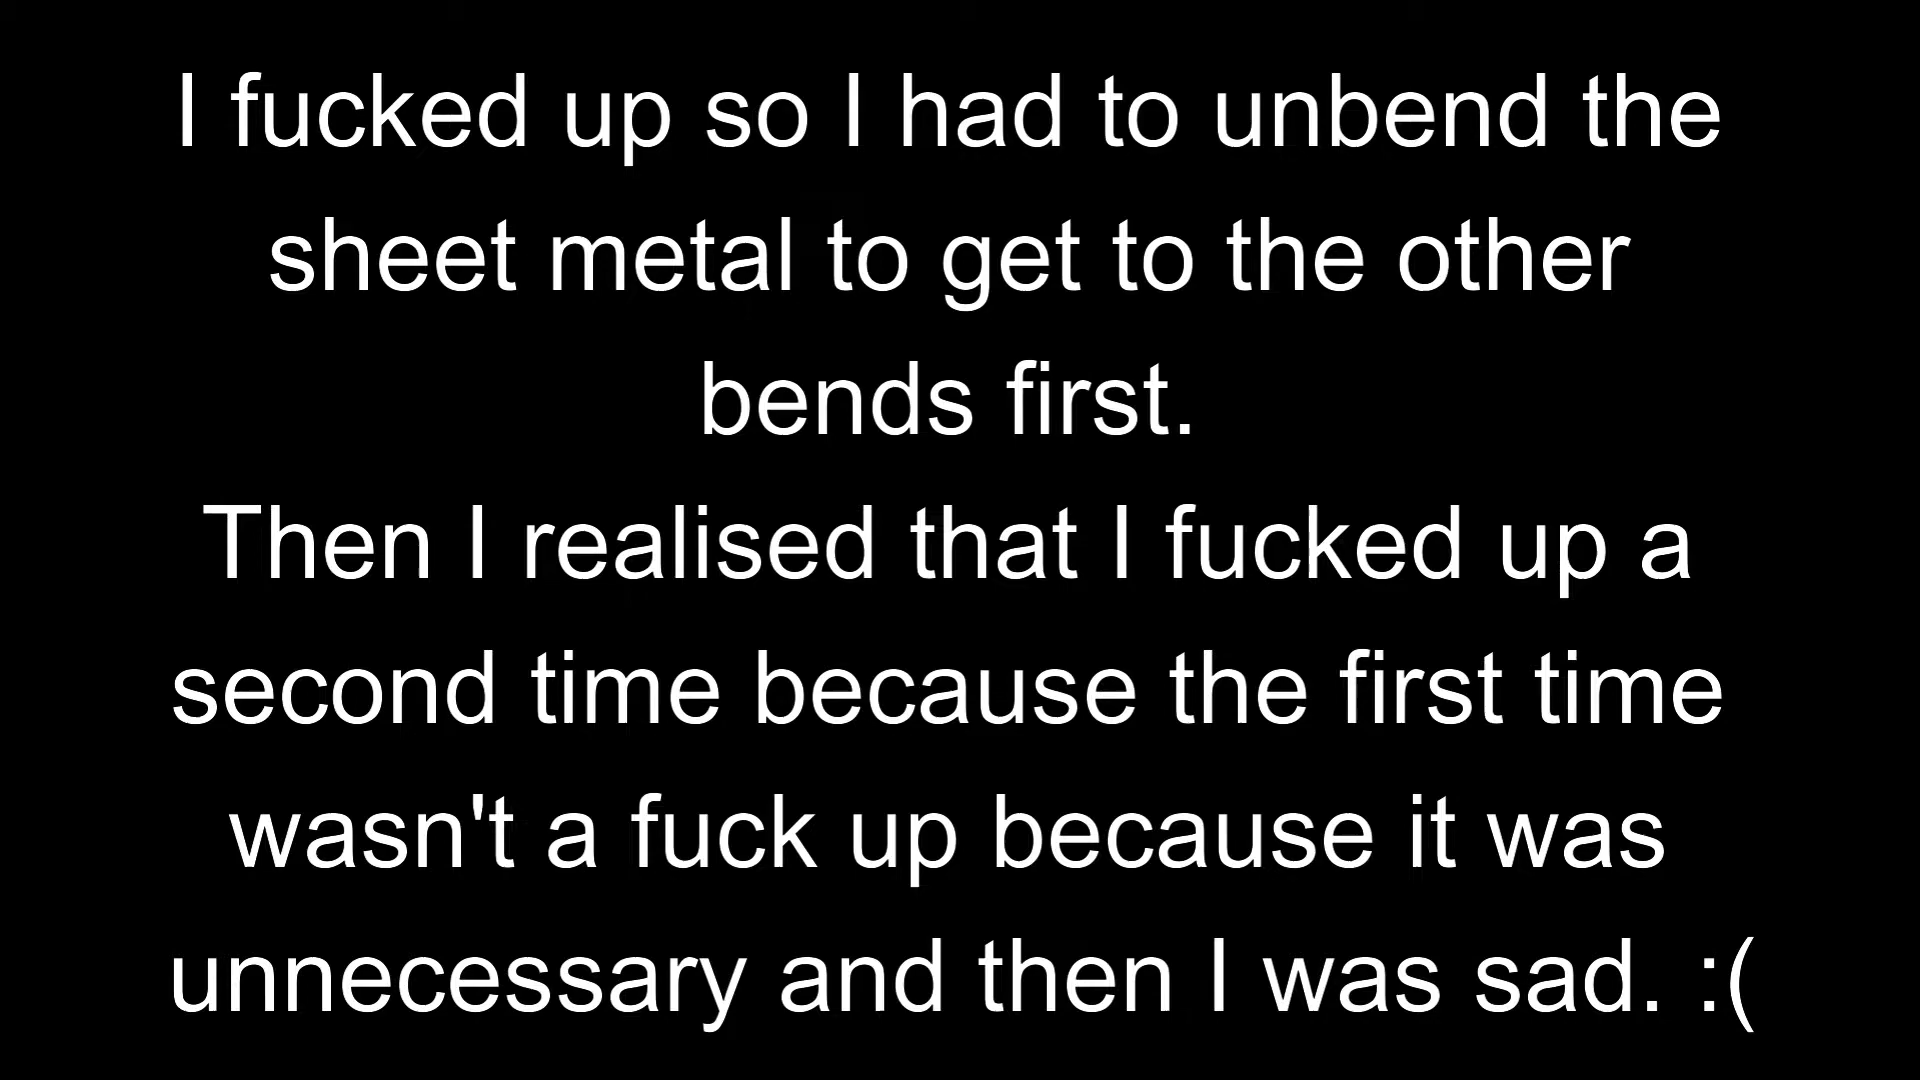 I fucked up so I had to unbend the
sheet metal to get to the other
bends first.
Then I realised that I fucked up a
second time because the first time
wasn't a fuck up because it was
unnecessary and then I was sad. :(